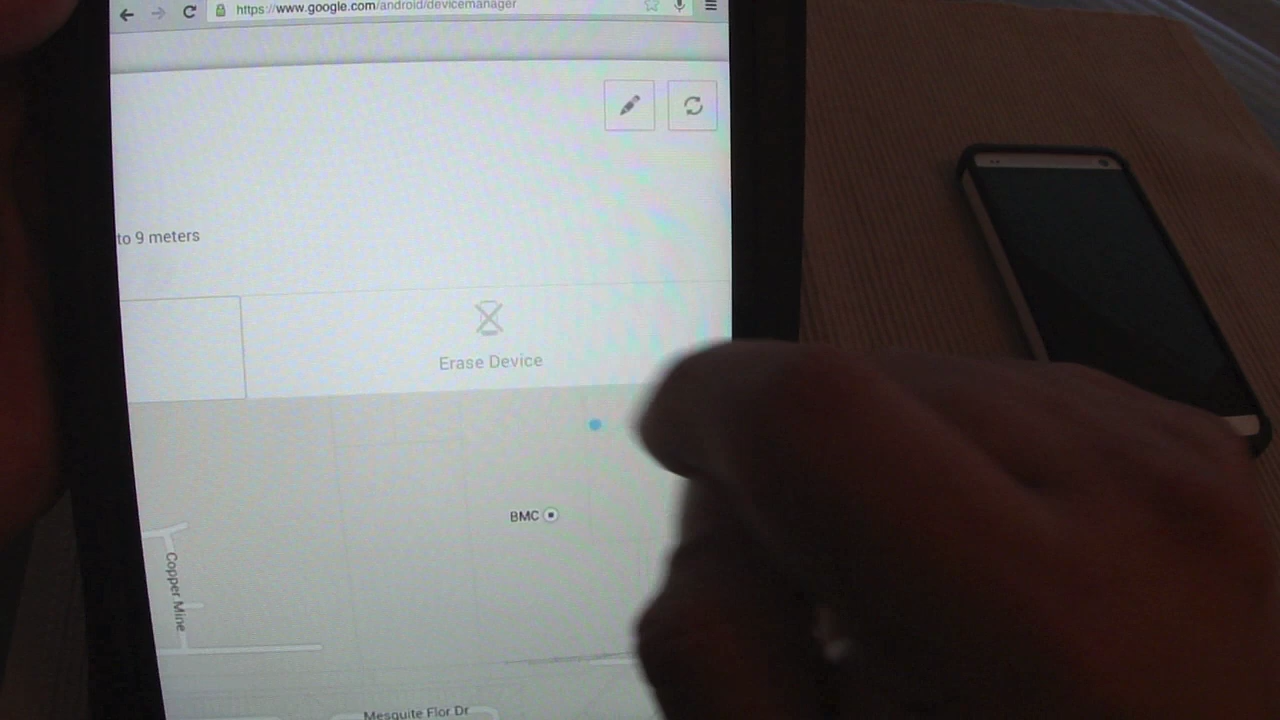 https://www.google.com/android/devicemanager
to 9 meters
Erase Device
BMC
Copper Mine
Mesquite Flor Dr